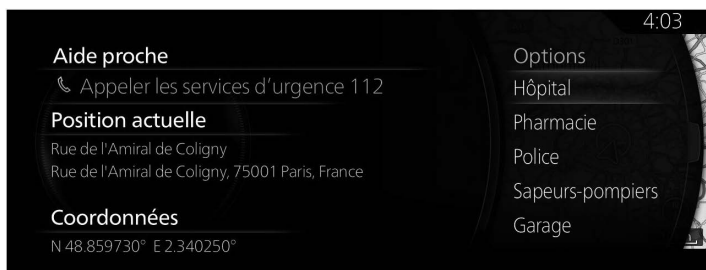 4:03
Aide proche
Appeler les services d'urgence 112
Position actuelle
Rue de l'Amiral de Coligny
Rue de l'Amiral de Coligny, 75001 Paris, France
Coordonnées
N 48.859730° E 2.340250°
Options
Hôpital
Pharmacie
Police
Sapeurs-pompiers
Garage